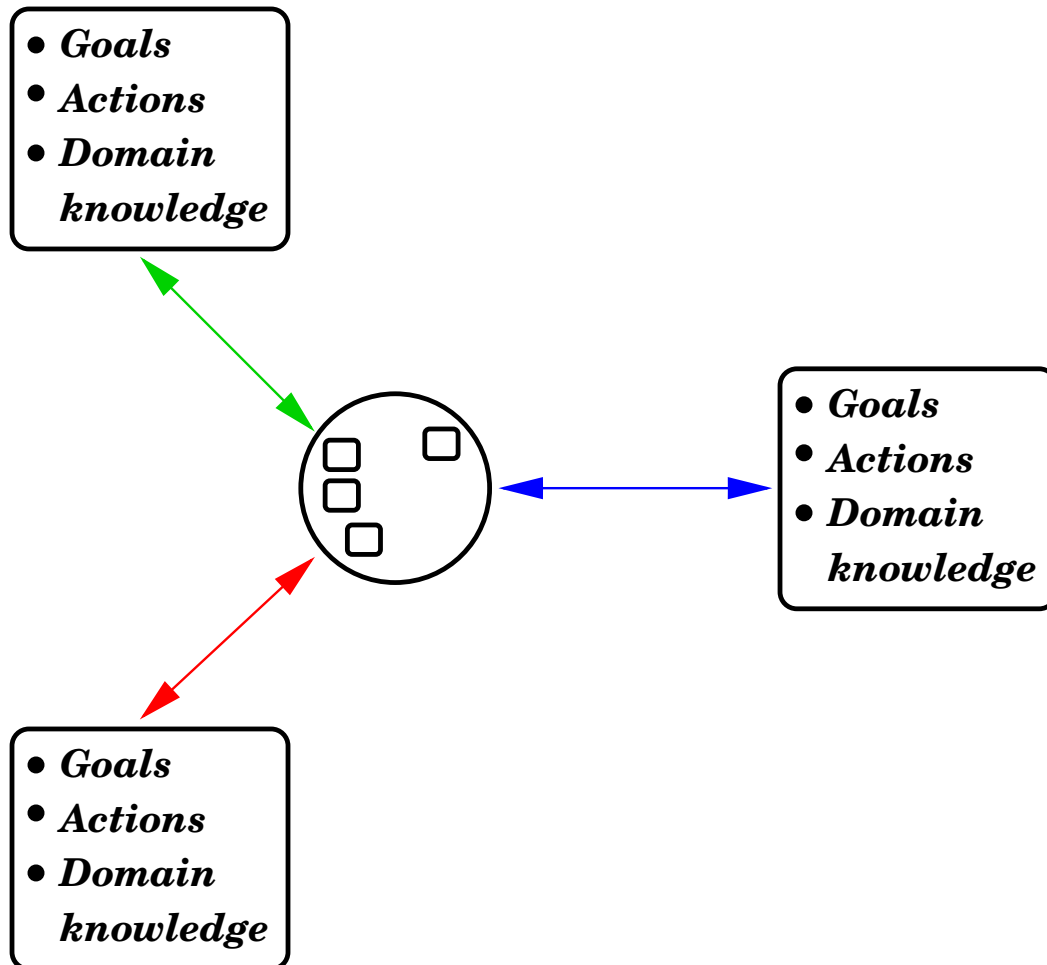 • Goals
• Actions
• Domain
knowledge
• Goals
• Actions
• Domain
knowledge
• Goals
• Actions
• Domain
knowledge